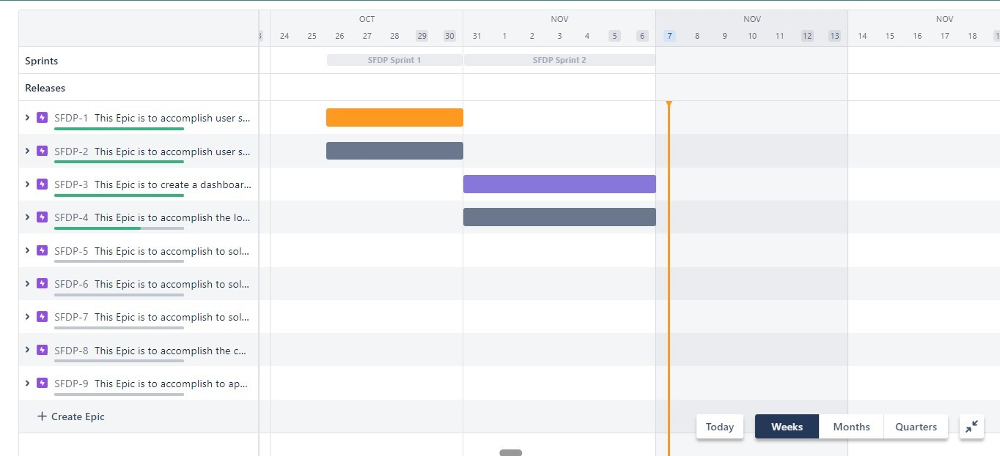 OCT NOV NOV NOV
24 25 26 27 28 29 30 31 1 2 3 4 5 6 7 8 9 10 11 12 13 14 15 16 17 18
Sprints SFDP Sprint 1 SFDP Sprint 2
Releases
SFDP-1 This Epic is to accomplish user s...
SFDP-2 This Epic is to accomplish user s...
SFDP-3 This Epic is to create a dashboar...
SFDP-4 This Epic is to accomplish the lo...
SFDP-5 This Epic is to accomplish to sol...
SFDP-6 This Epic is to accomplish to sol...
SFDP-7 This Epic is to accomplish to sol...
SFDP-8 This Epic is to accomplish the c...
SFDP-9 This Epic is to accomplish to ap...
+ Create Epic
Today Weeks Months Quarters